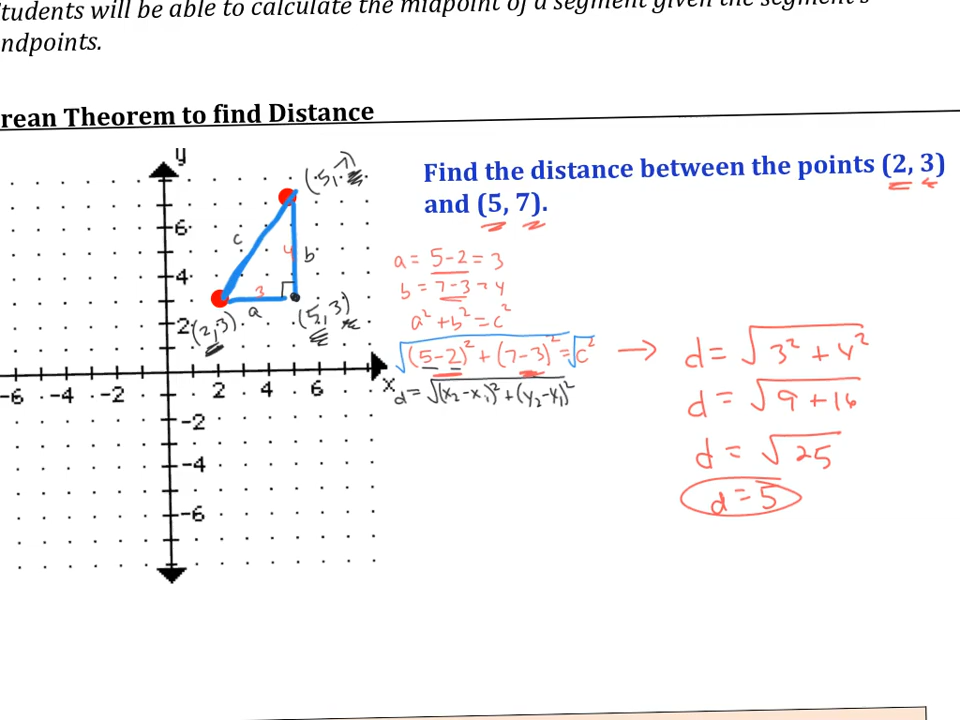 Students will be able to calculate the midpoint of a segment given the segment's
ndpoints.
rean Theorem to find Distance
Find the distance between the points (2, 3)
and (5, 7).
y
(5, 7)
6
c
4
b
4
3
a
2
(2,3)
(5, 3)
x
-6 -4 -2 2 4 6
-2
-4
-6
a = 5-2 = 3
b = 7-3 = 4
a² + b² = c²
√(5-2)² + (7-3)² = √c²
d = √(x₂-x₁)² + (y₂-y₁)²
→ d = √3² + 4²
d = √9 + 16
d = √25
d = 5